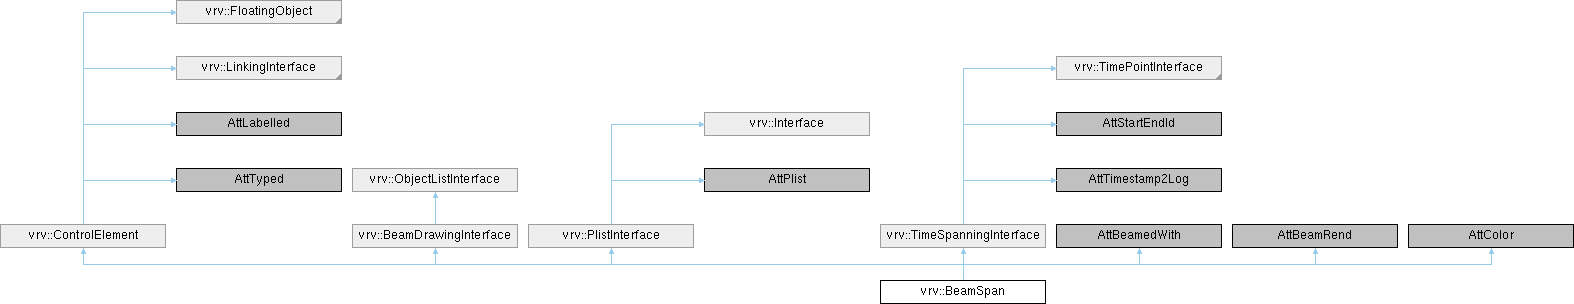 vrv::FloatingObject
vrv::LinkingInterface
vrv::TimePointInterface
AttLabelled
vrv::Interface
AttStartEndId
AttTyped
vrv::ObjectListInterface
AttPlist
AttTimestamp2Log
vrv::ControlElement
vrv::BeamDrawingInterface
vrv::PlistInterface
vrv::TimeSpanningInterface
AttBeamedWith
AttBeamRend
AttColor
vrv::BeamSpan